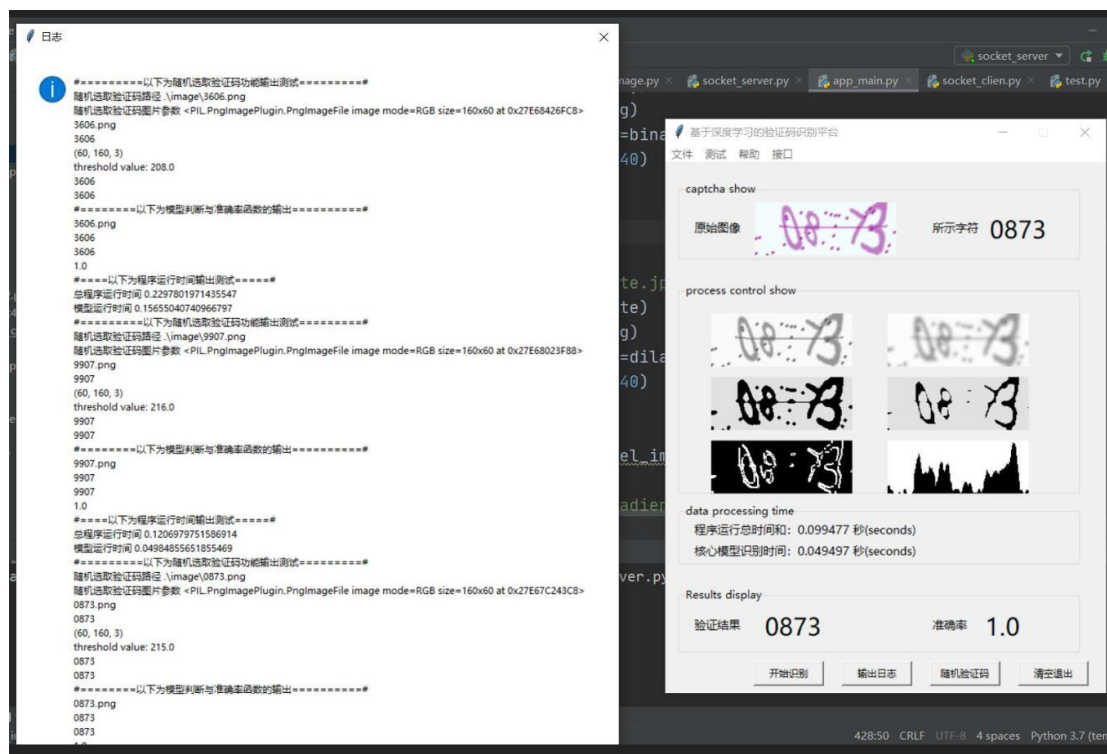 日志
#=========以下为随机选取验证码功能输出测试=========#
随机选取验证码路径 .\image\3606.png
随机选取验证码图片参数 <PIL.PngImagePlugin.PngImageFile image mode=RGB size=160x60 at 0x27E68426FC8>
3606.png
3606
(60, 160, 3)
threshold value: 208.0
3606
3606
#========以下为模型判断与准确率函数的输出==========#
3606.png
3606
3606
1.0
#====以下为程序运行时间输出测试=====#
总程序运行时间 0.2297801971435547
模型运行时间 0.15655040740966797
#=========以下为随机选取验证码功能输出测试=========#
随机选取验证码路径 .\image\9907.png
随机选取验证码图片参数 <PIL.PngImagePlugin.PngImageFile image mode=RGB size=160x60 at 0x27E68023F88>
9907.png
9907
(60, 160, 3)
threshold value: 216.0
9907
9907
#========以下为模型判断与准确率函数的输出==========#
9907.png
9907
9907
1.0
#====以下为程序运行时间输出测试=====#
总程序运行时间 0.1206979751586914
模型运行时间 0.04984855651855469
#=========以下为随机选取验证码功能输出测试=========#
随机选取验证码路径 .\image\0873.png
随机选取验证码图片参数 <PIL.PngImagePlugin.PngImageFile image mode=RGB size=160x60 at 0x27E67C243C8>
0873.png
0873
(60, 160, 3)
threshold value: 215.0
0873
0873
#========以下为模型判断与准确率函数的输出==========#
0873.png
0873
0873
socket_server
nage.py socket_server.py app_main.py socket_clien.py test.py
g)
=bina
40)
te.jp
te)
g)
=dila
40)
el_im
adien
ver.py
基于深度学习的验证码识别平台
文件 测试 帮助 接口
captcha show
原始图像 0873 所示字符 0873
process control show
data processing time
程序运行总时间和: 0.099477 秒(seconds)
核心模型识别时间: 0.049497 秒(seconds)
Results display
验证结果 0873 准确率 1.0
开始识别 输出日志 随机验证码 清空退出
428:50 CRLF UTF-8 4 spaces Python 3.7 (ten